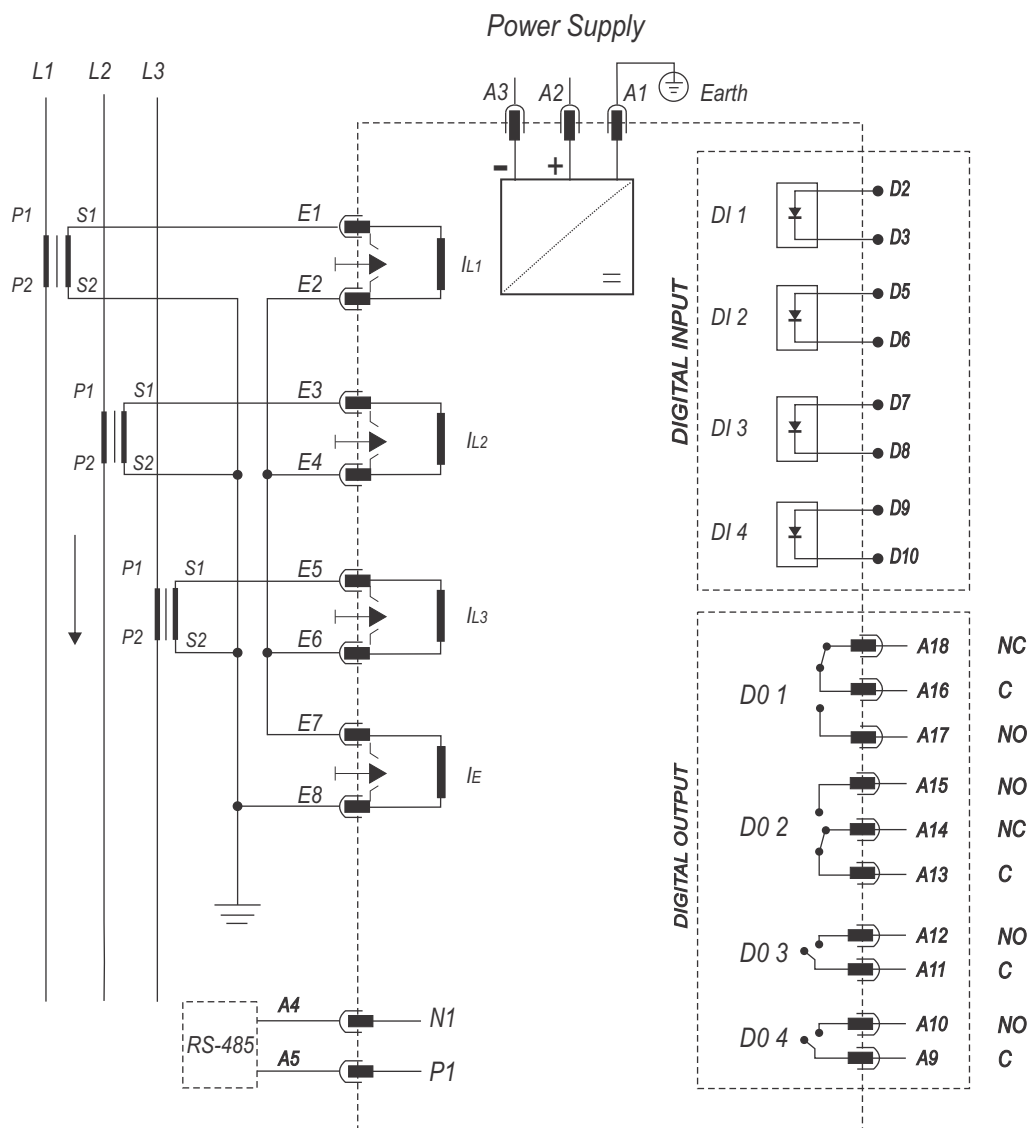 Power Supply
L1 L2 L3
A3 A2 A1 Earth
- +
P1 S1 E1
IL1
P2 S2 E2
P1 S1 E3
IL2
P2 S2 E4
P1 S1 E5
IL3
P2 S2 E6
E7
IE
E8
RS-485
A4 N1
A5 P1
DIGITAL INPUT
DI 1
D2
D3
DI 2
D5
D6
DI 3
D7
D8
DI 4
D9
D10
DIGITAL OUTPUT
D0 1
A18 NC
A16 C
A17 NO
D0 2
A15 NO
A14 NC
A13 C
D0 3
A12 NO
A11 C
D0 4
A10 NO
A9 C